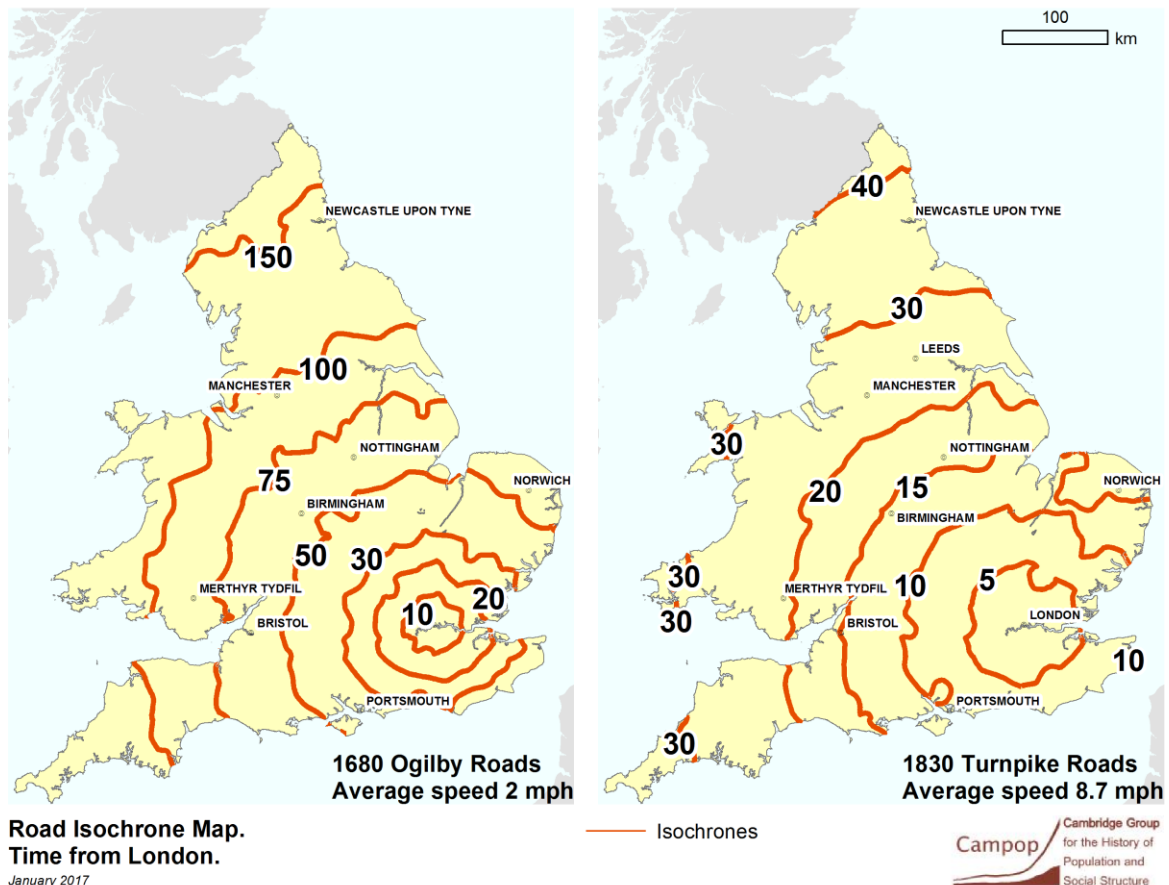 NEWCASTLE UPON TYNE
150
100
MANCHESTER
NOTTINGHAM
75
NORWICH
BIRMINGHAM
50
30
MERTHYR TYDFIL
10
20
BRISTOL
PORTSMOUTH
1680 Ogilby Roads
Average speed 2 mph
100
km
40
NEWCASTLE UPON TYNE
30
LEEDS
MANCHESTER
30
NOTTINGHAM
20
15
NORWICH
BIRMINGHAM
30
MERTHYR TYDFIL
10
5
30
LONDON
BRISTOL
10
PORTSMOUTH
30
1830 Turnpike Roads
Average speed 8.7 mph
Road Isochrone Map.
Time from London.
January 2017
Isochrones
Campop
Cambridge Group
for the History of
Population and
Social Structure